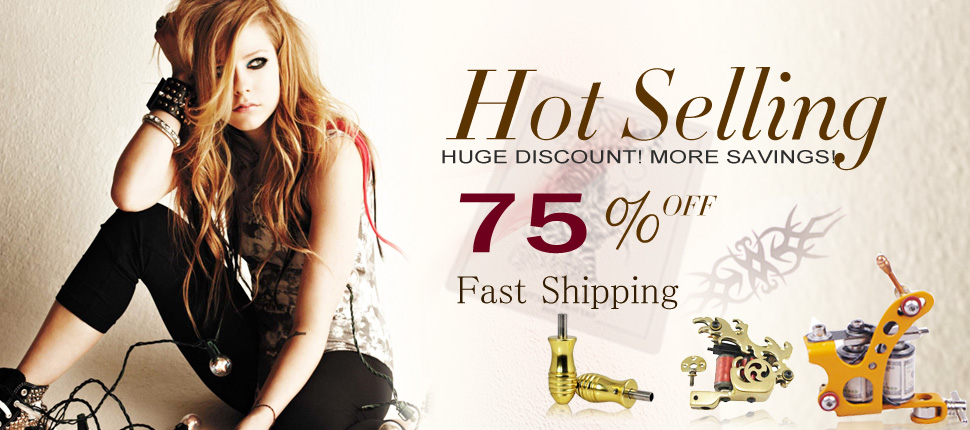 Hot Selling
HUGE DISCOUNT! MORE SAVINGS!
75 % OFF
Fast Shipping